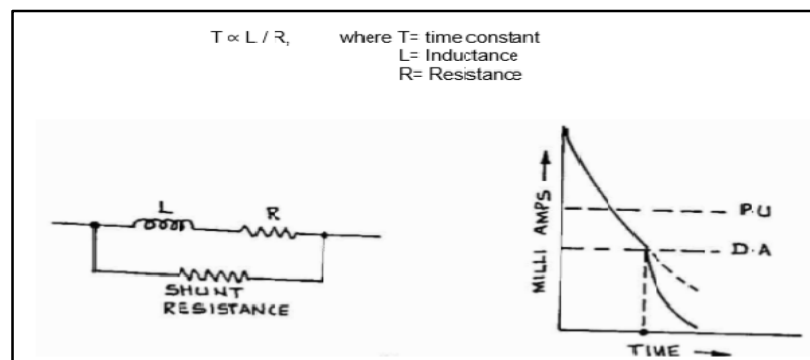 T ∝ L / R, where T= time constant
L= Inductance
R= Resistance
L
R
SHUNT
RESISTANCE
MILLI AMPS
P.U
D.A
TIME